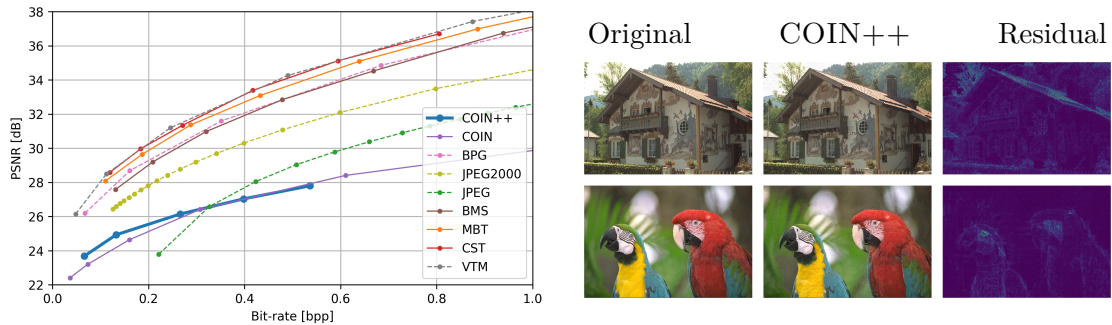 38
36
34
32
30
28
26
24
22
PSNR [dB]
0.0 0.2 0.4 0.6 0.8 1.0
Bit-rate [bpp]
COIN++
COIN
BPG
JPEG2000
JPEG
BMS
MBT
CST
VTM
Original COIN++ Residual